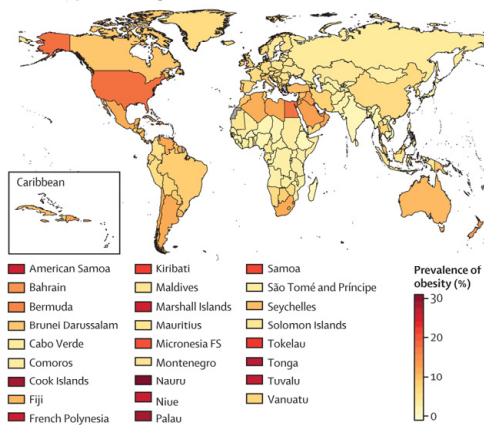 Caribbean
American Samoa
Bahrain
Bermuda
Brunei Darussalam
Cabo Verde
Comoros
Cook Islands
Fiji
French Polynesia
Kiribati
Maldives
Marshall Islands
Mauritius
Micronesia FS
Montenegro
Nauru
Niue
Palau
Samoa
São Tomé and Príncipe
Seychelles
Solomon Islands
Tokelau
Tonga
Tuvalu
Vanuatu
Prevalence of
obesity (%)
30
20
10
0